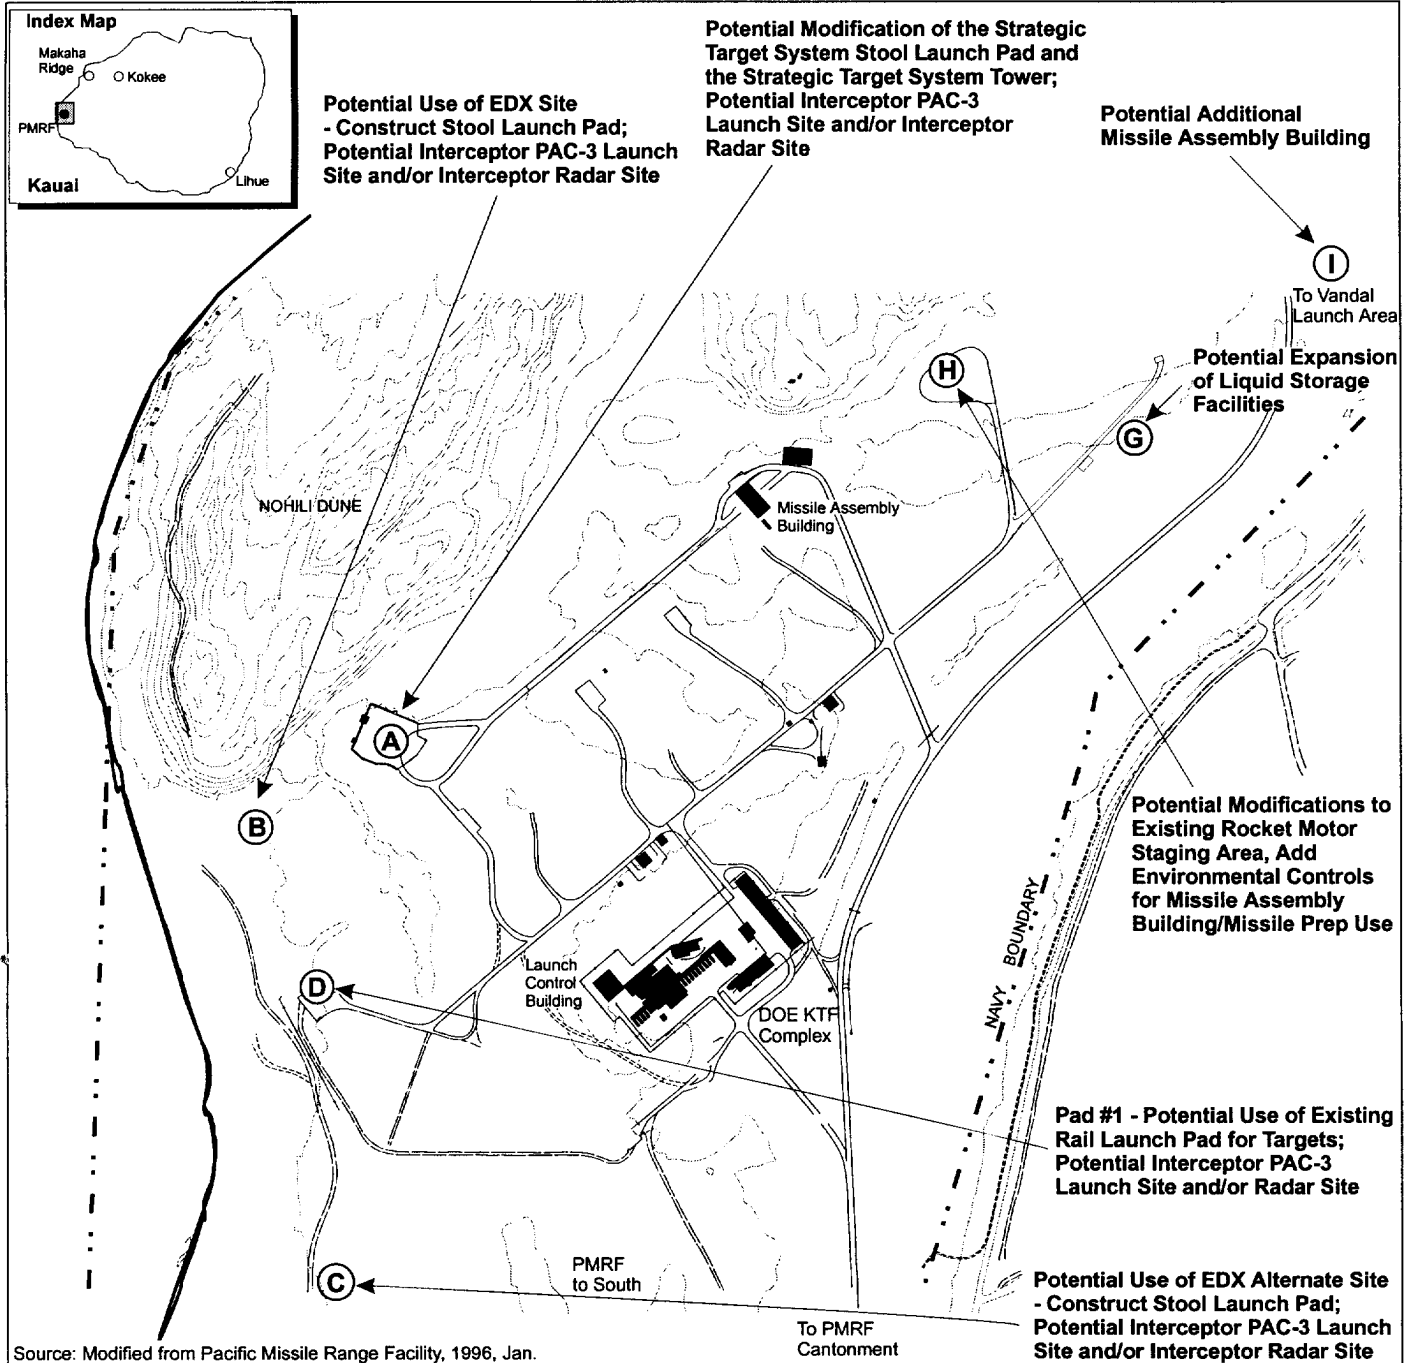 Index Map
Makaha
Ridge
Kokee
PMRF
Kauai
Lihue
Potential Use of EDX Site
- Construct Stool Launch Pad;
Potential Interceptor PAC-3 Launch
Site and/or Interceptor Radar Site
Potential Modification of the Strategic
Target System Stool Launch Pad and
the Strategic Target System Tower;
Potential Interceptor PAC-3
Launch Site and/or Interceptor
Radar Site
Potential Additional
Missile Assembly Building
I
To Vandal
Launch Area
H
Potential Expansion
of Liquid Storage
Facilities
G
NOHILI DUNE
Missile Assembly
Building
A
B
Potential Modifications to
Existing Rocket Motor
Staging Area, Add
Environmental Controls
for Missile Assembly
Building/Missile Prep Use
NAVY BOUNDARY
D
Launch
Control
Building
DOE KTF
Complex
Pad #1 - Potential Use of Existing
Rail Launch Pad for Targets;
Potential Interceptor PAC-3
Launch Site and/or Radar Site
C
PMRF
to South
Potential Use of EDX Alternate Site
- Construct Stool Launch Pad;
Potential Interceptor PAC-3 Launch
Site and/or Interceptor Radar Site
To PMRF
Cantonment
Source: Modified from Pacific Missile Range Facility, 1996, Jan.